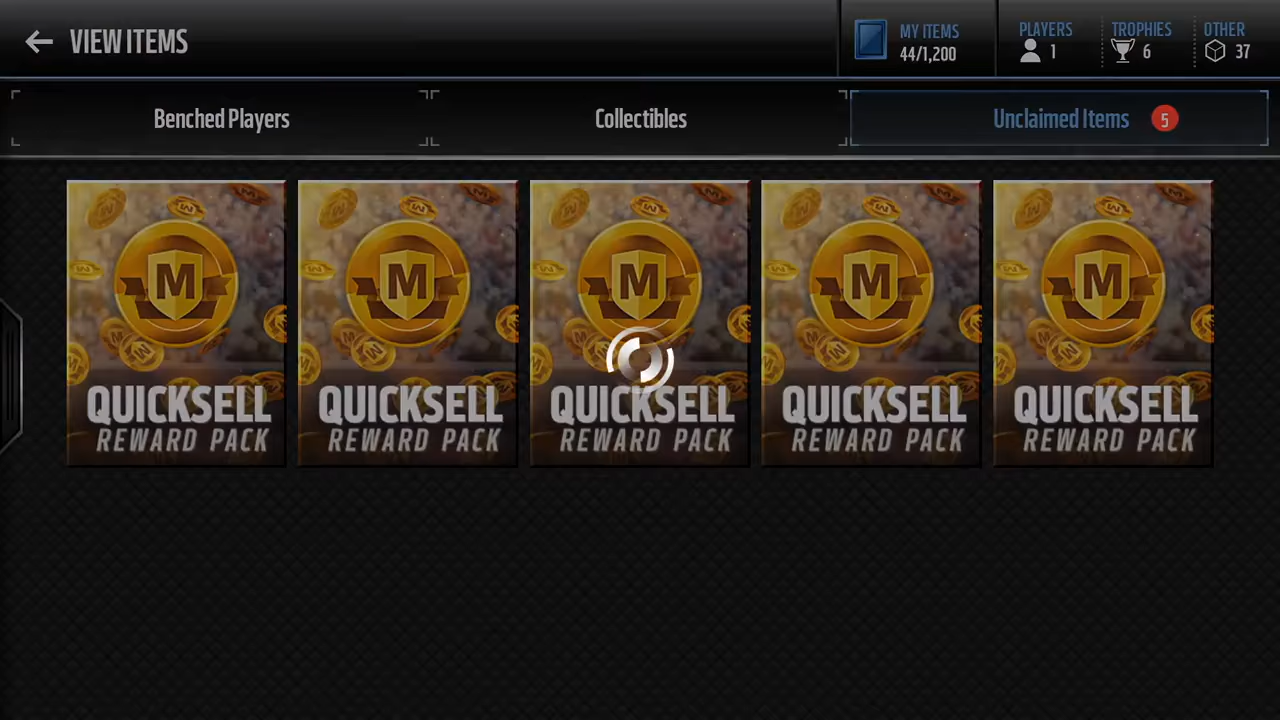 VIEW ITEMS
MY ITEMS
44/1,200
PLAYERS
1
TROPHIES
6
OTHER
37
Benched Players
Collectibles
Unclaimed Items 5
M
QUICKSELL
REWARD PACK
M
QUICKSELL
REWARD PACK
M
QUICKSELL
REWARD PACK
M
QUICKSELL
REWARD PACK
M
QUICKSELL
REWARD PACK